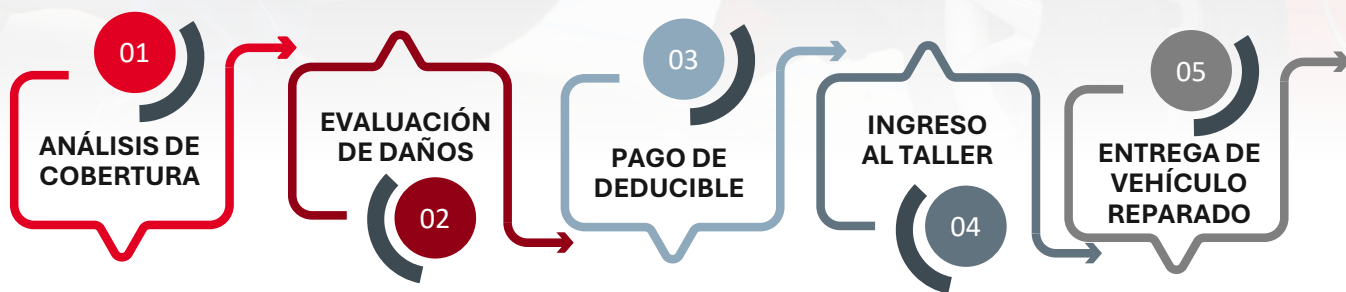 01
ANÁLISIS DE
COBERTURA
EVALUACIÓN
DE DAÑOS
02
03
PAGO DE
DEDUCIBLE
INGRESO
AL TALLER
04
05
ENTREGA DE
VEHÍCULO
REPARADO